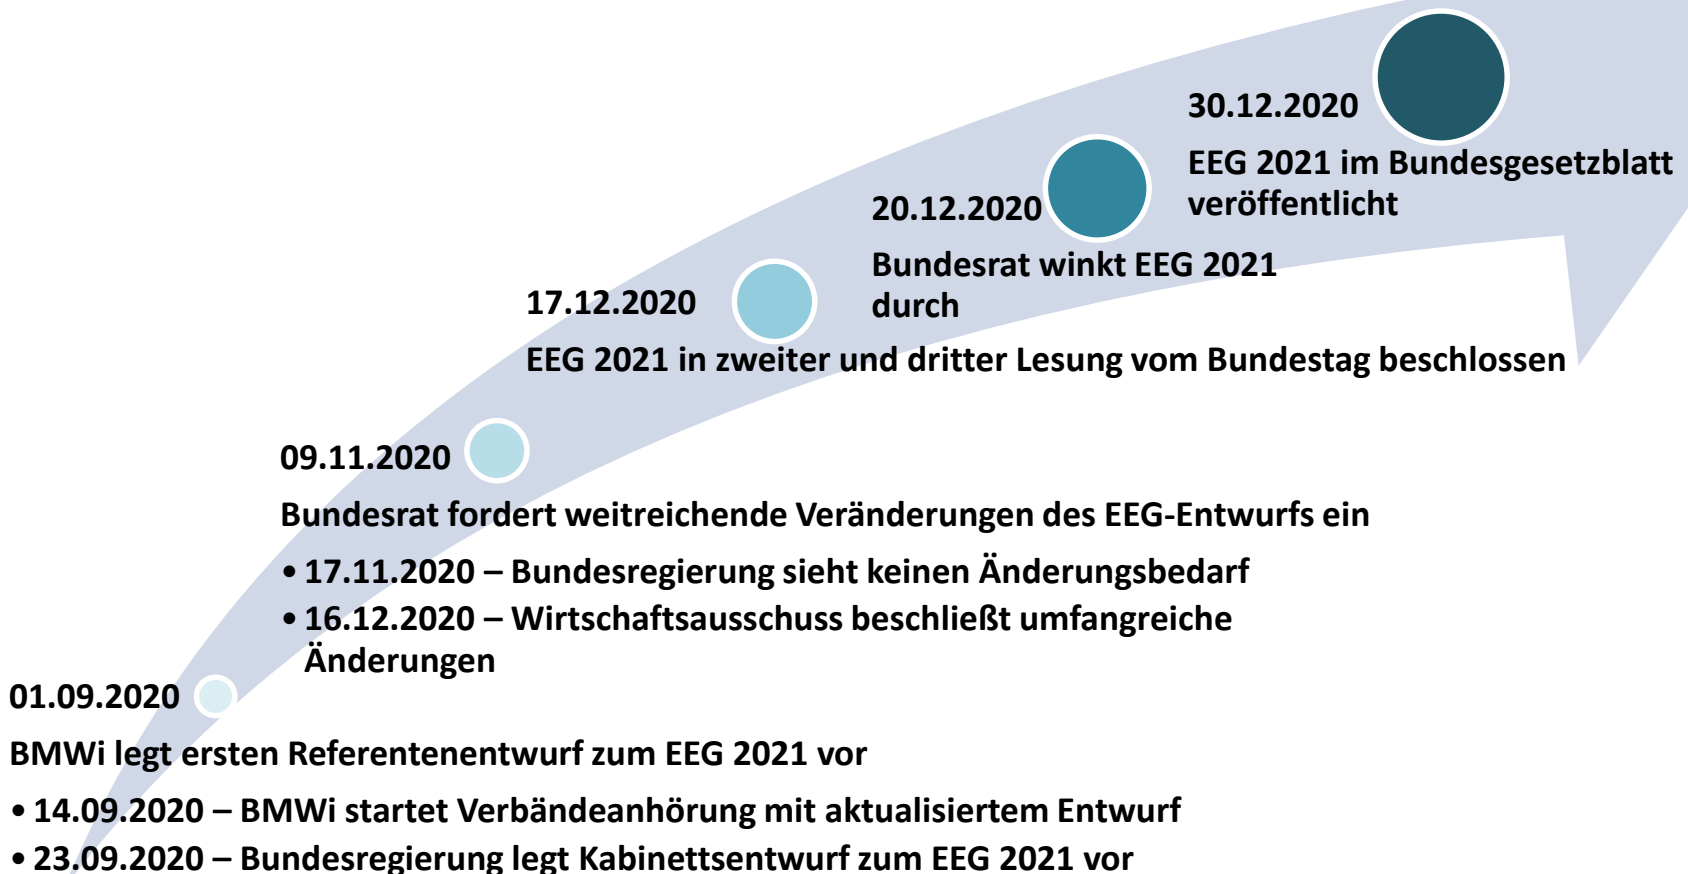 30.12.2020
EEG 2021 im Bundesgesetzblatt
veröffentlicht
20.12.2020
Bundesrat winkt EEG 2021
durch
17.12.2020
EEG 2021 in zweiter und dritter Lesung vom Bundestag beschlossen
09.11.2020
Bundesrat fordert weitreichende Veränderungen des EEG-Entwurfs ein
• 17.11.2020 – Bundesregierung sieht keinen Änderungsbedarf
• 16.12.2020 – Wirtschaftsausschuss beschließt umfangreiche
Änderungen
01.09.2020
BMWi legt ersten Referentenentwurf zum EEG 2021 vor
• 14.09.2020 – BMWi startet Verbändeanhörung mit aktualisiertem Entwurf
• 23.09.2020 – Bundesregierung legt Kabinettsentwurf zum EEG 2021 vor